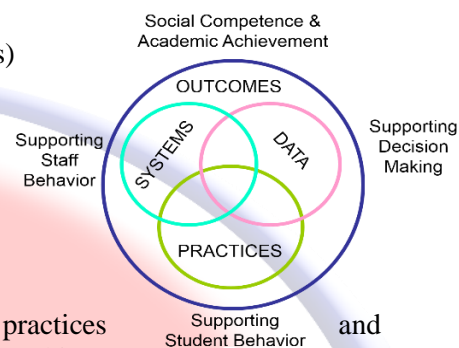 Social Competence &
Academic Achievement
s)
OUTCOMES
Supporting
Staff
Behavior
SYSTEMS
DATA
Supporting
Decision
Making
PRACTICES
practices
Supporting
Student Behavior
and